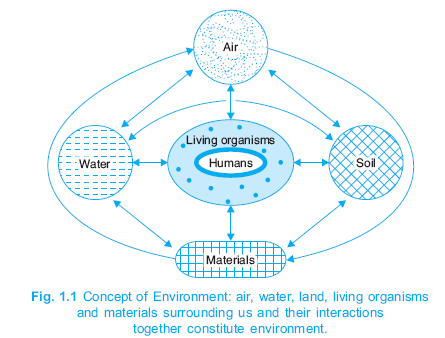 Air
Living organisms
Water
Humans
Soil
Materials
Fig. 1.1 Concept of Environment: air, water, land, living organisms
and materials surrounding us and their interactions
together constitute environment.